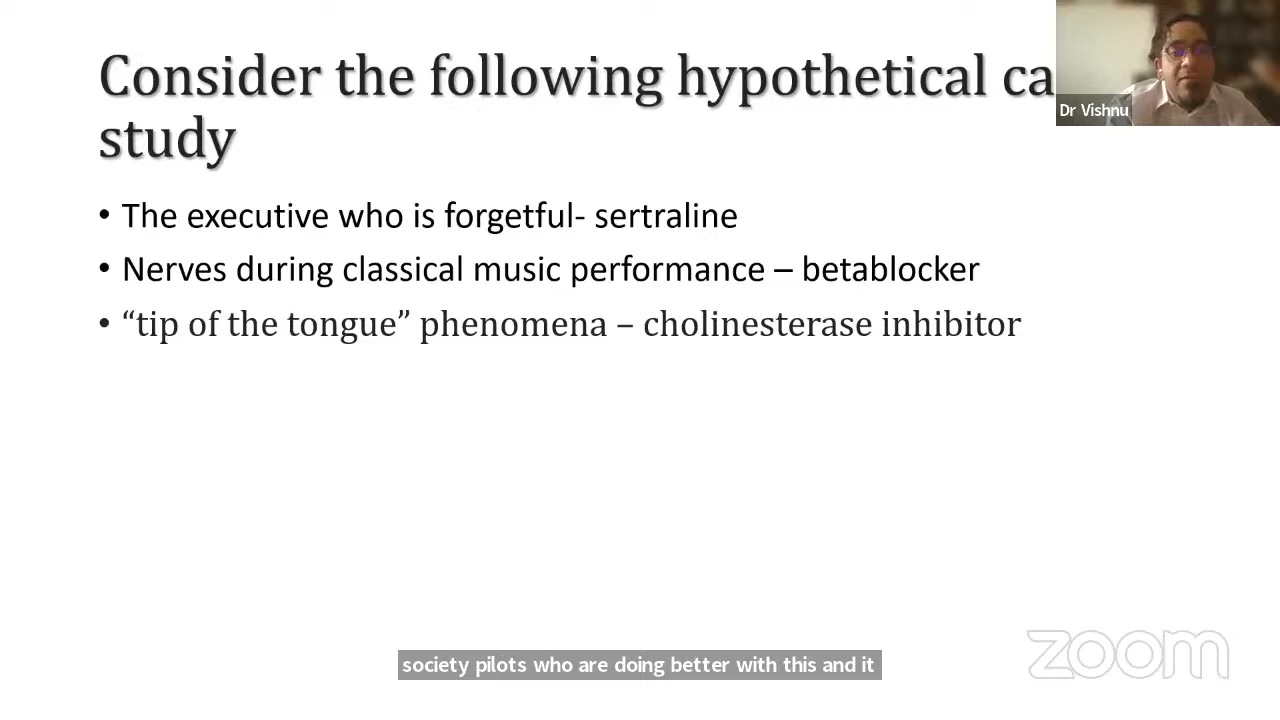 Consider the following hypothetical ca
study
Dr Vishnu
• The executive who is forgetful- sertraline
• Nerves during classical music performance – betablocker
• “tip of the tongue” phenomena – cholinesterase inhibitor
society pilots who are doing better with this and it
zoom